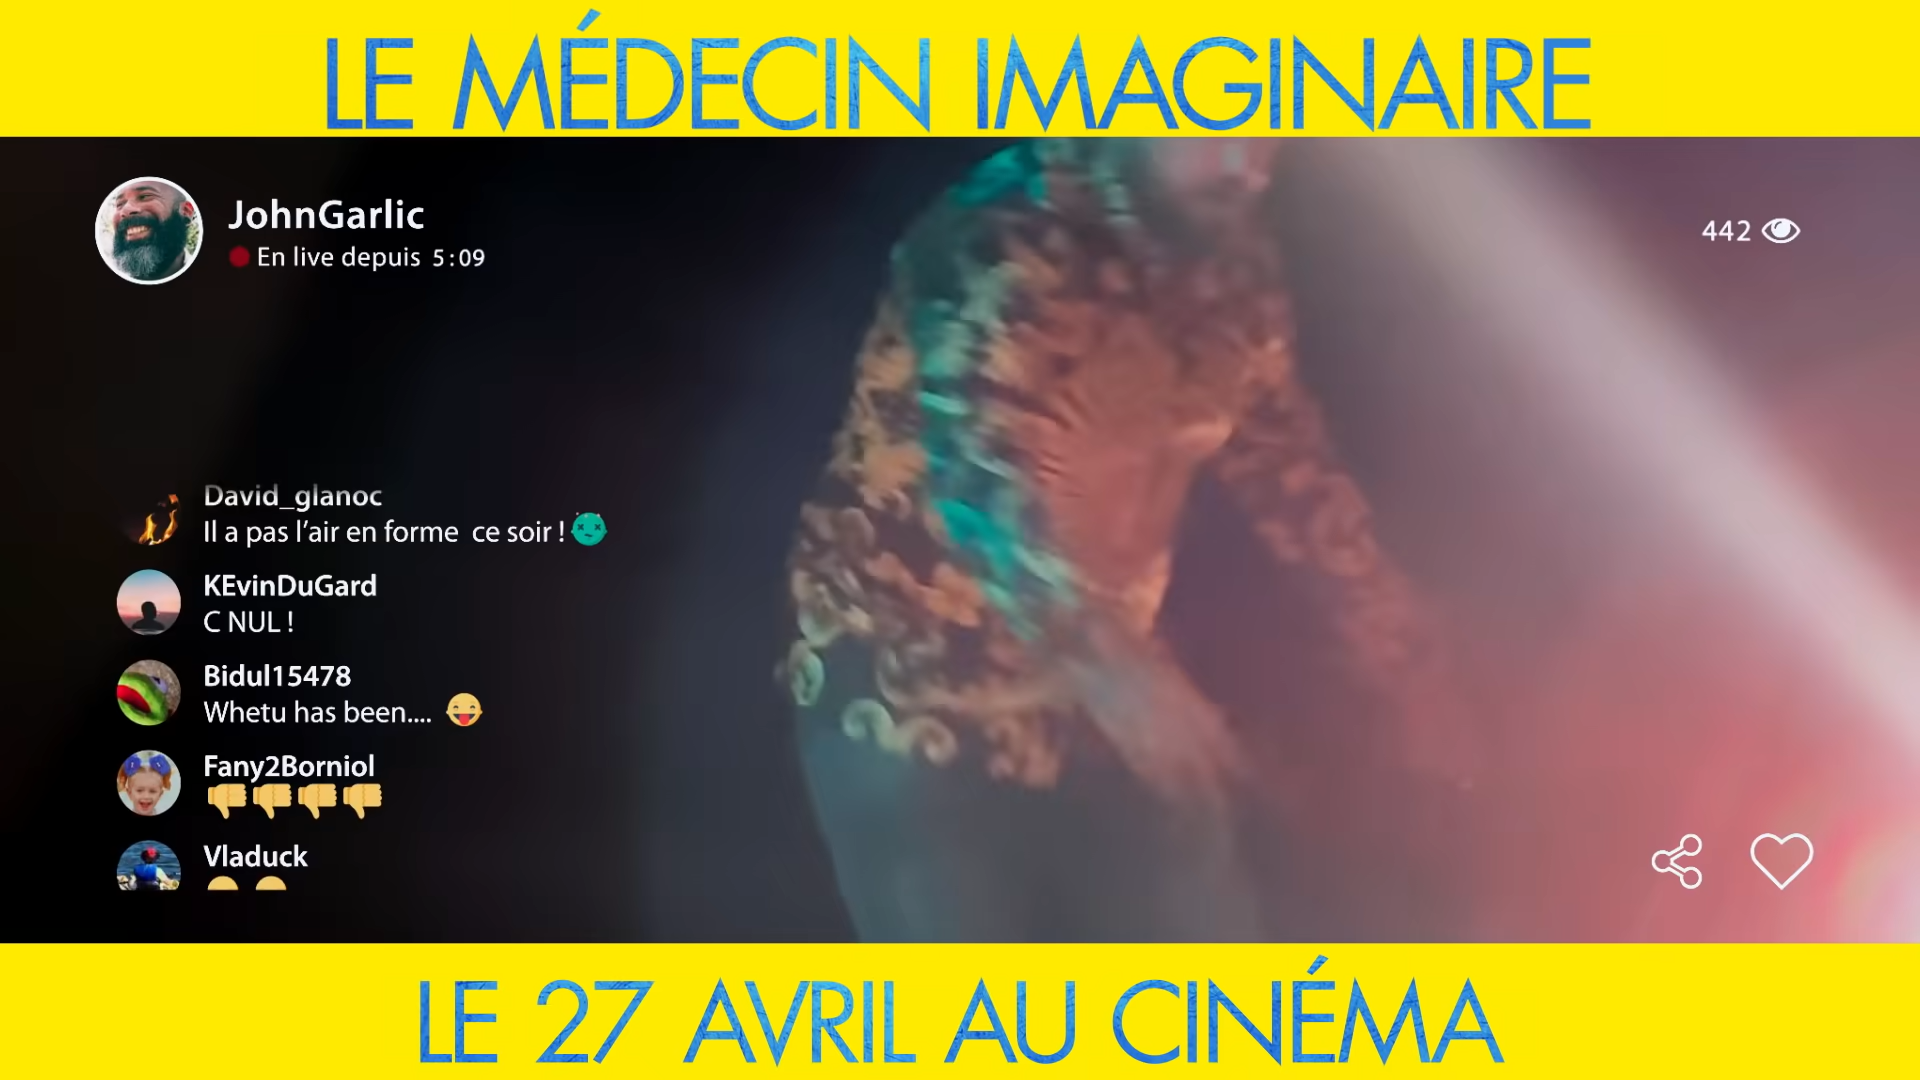 LE MÉDECIN IMAGINAIRE
JohnGarlic
En live depuis 5:09
442
David_glanoc
Il a pas l'air en forme ce soir !
KEvinDuGard
C NUL !
Bidul15478
Whetu has been....
Fany2Borniol
Vladuck
LE 27 AVRIL AU CINÉMA